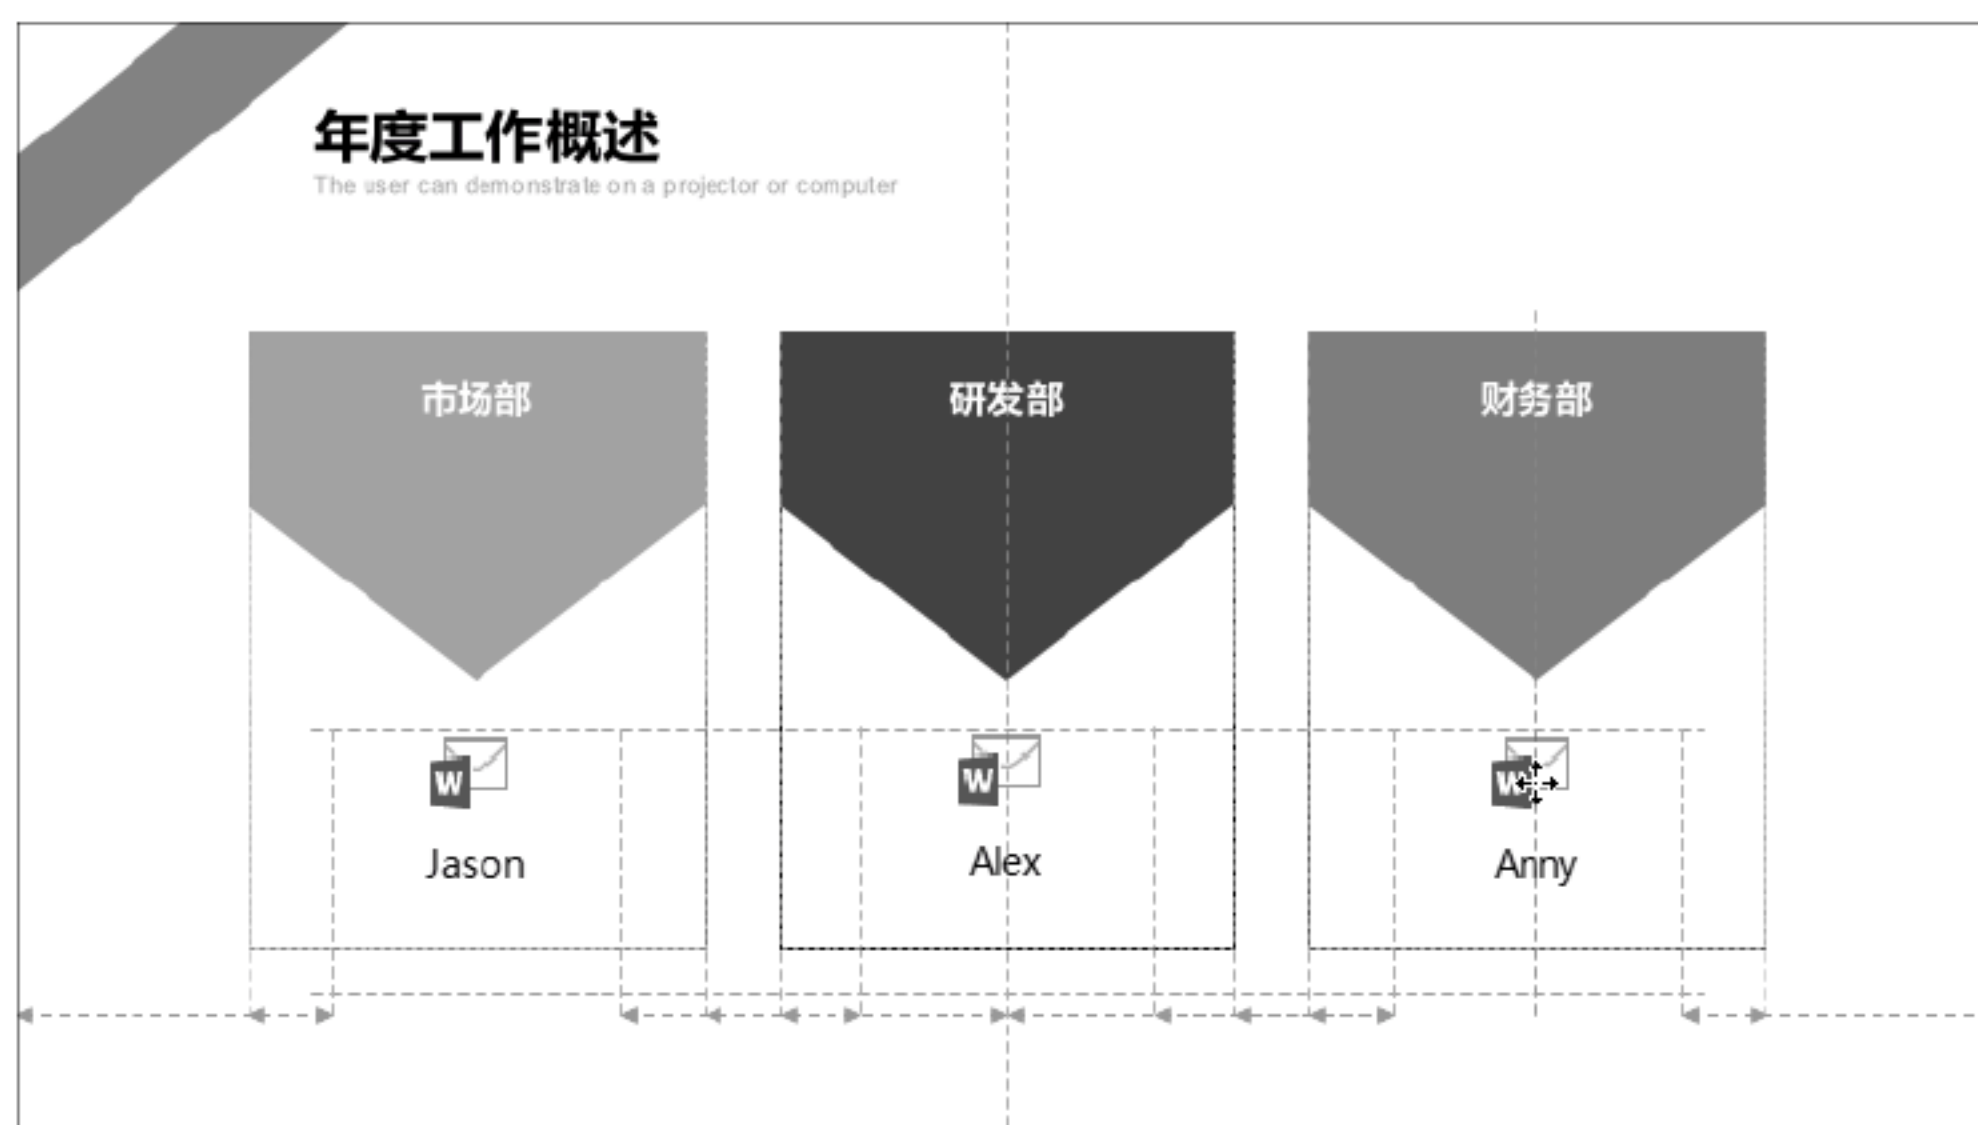 年度工作概述
The user can demonstrate on a projector or computer
市场部
研发部
财务部
W
W
W
Jason
Alex
Anny